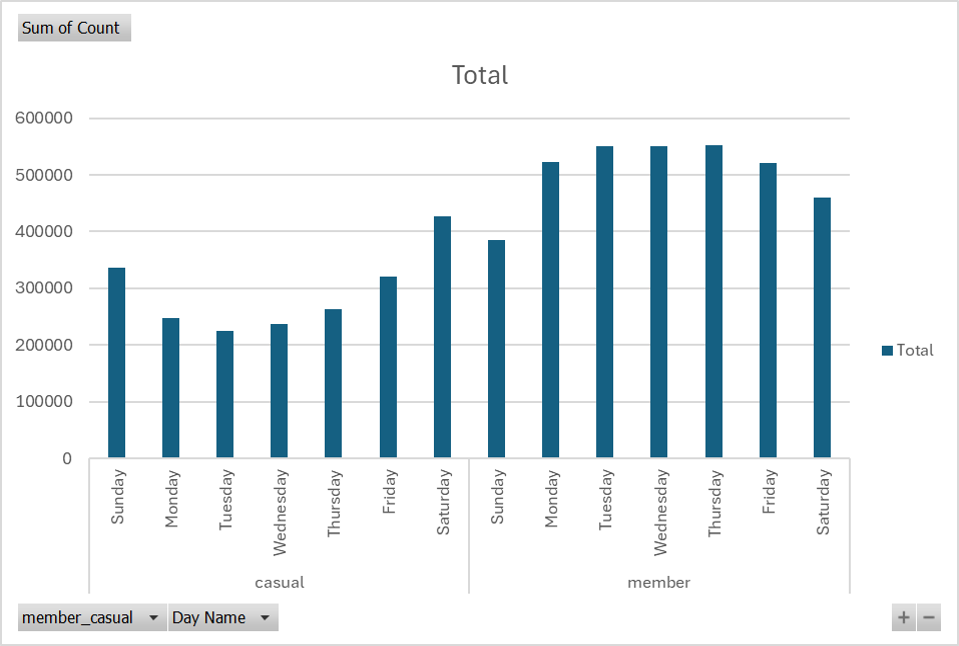 Sum of Count
Total
600000
500000
400000
300000
200000
100000
0
Total
Sunday
Monday
Tuesday
Wednesday
Thursday
Friday
Saturday
Sunday
Monday
Tuesday
Wednesday
Thursday
Friday
Saturday
casual
member
member_casual
Day Name
+ −